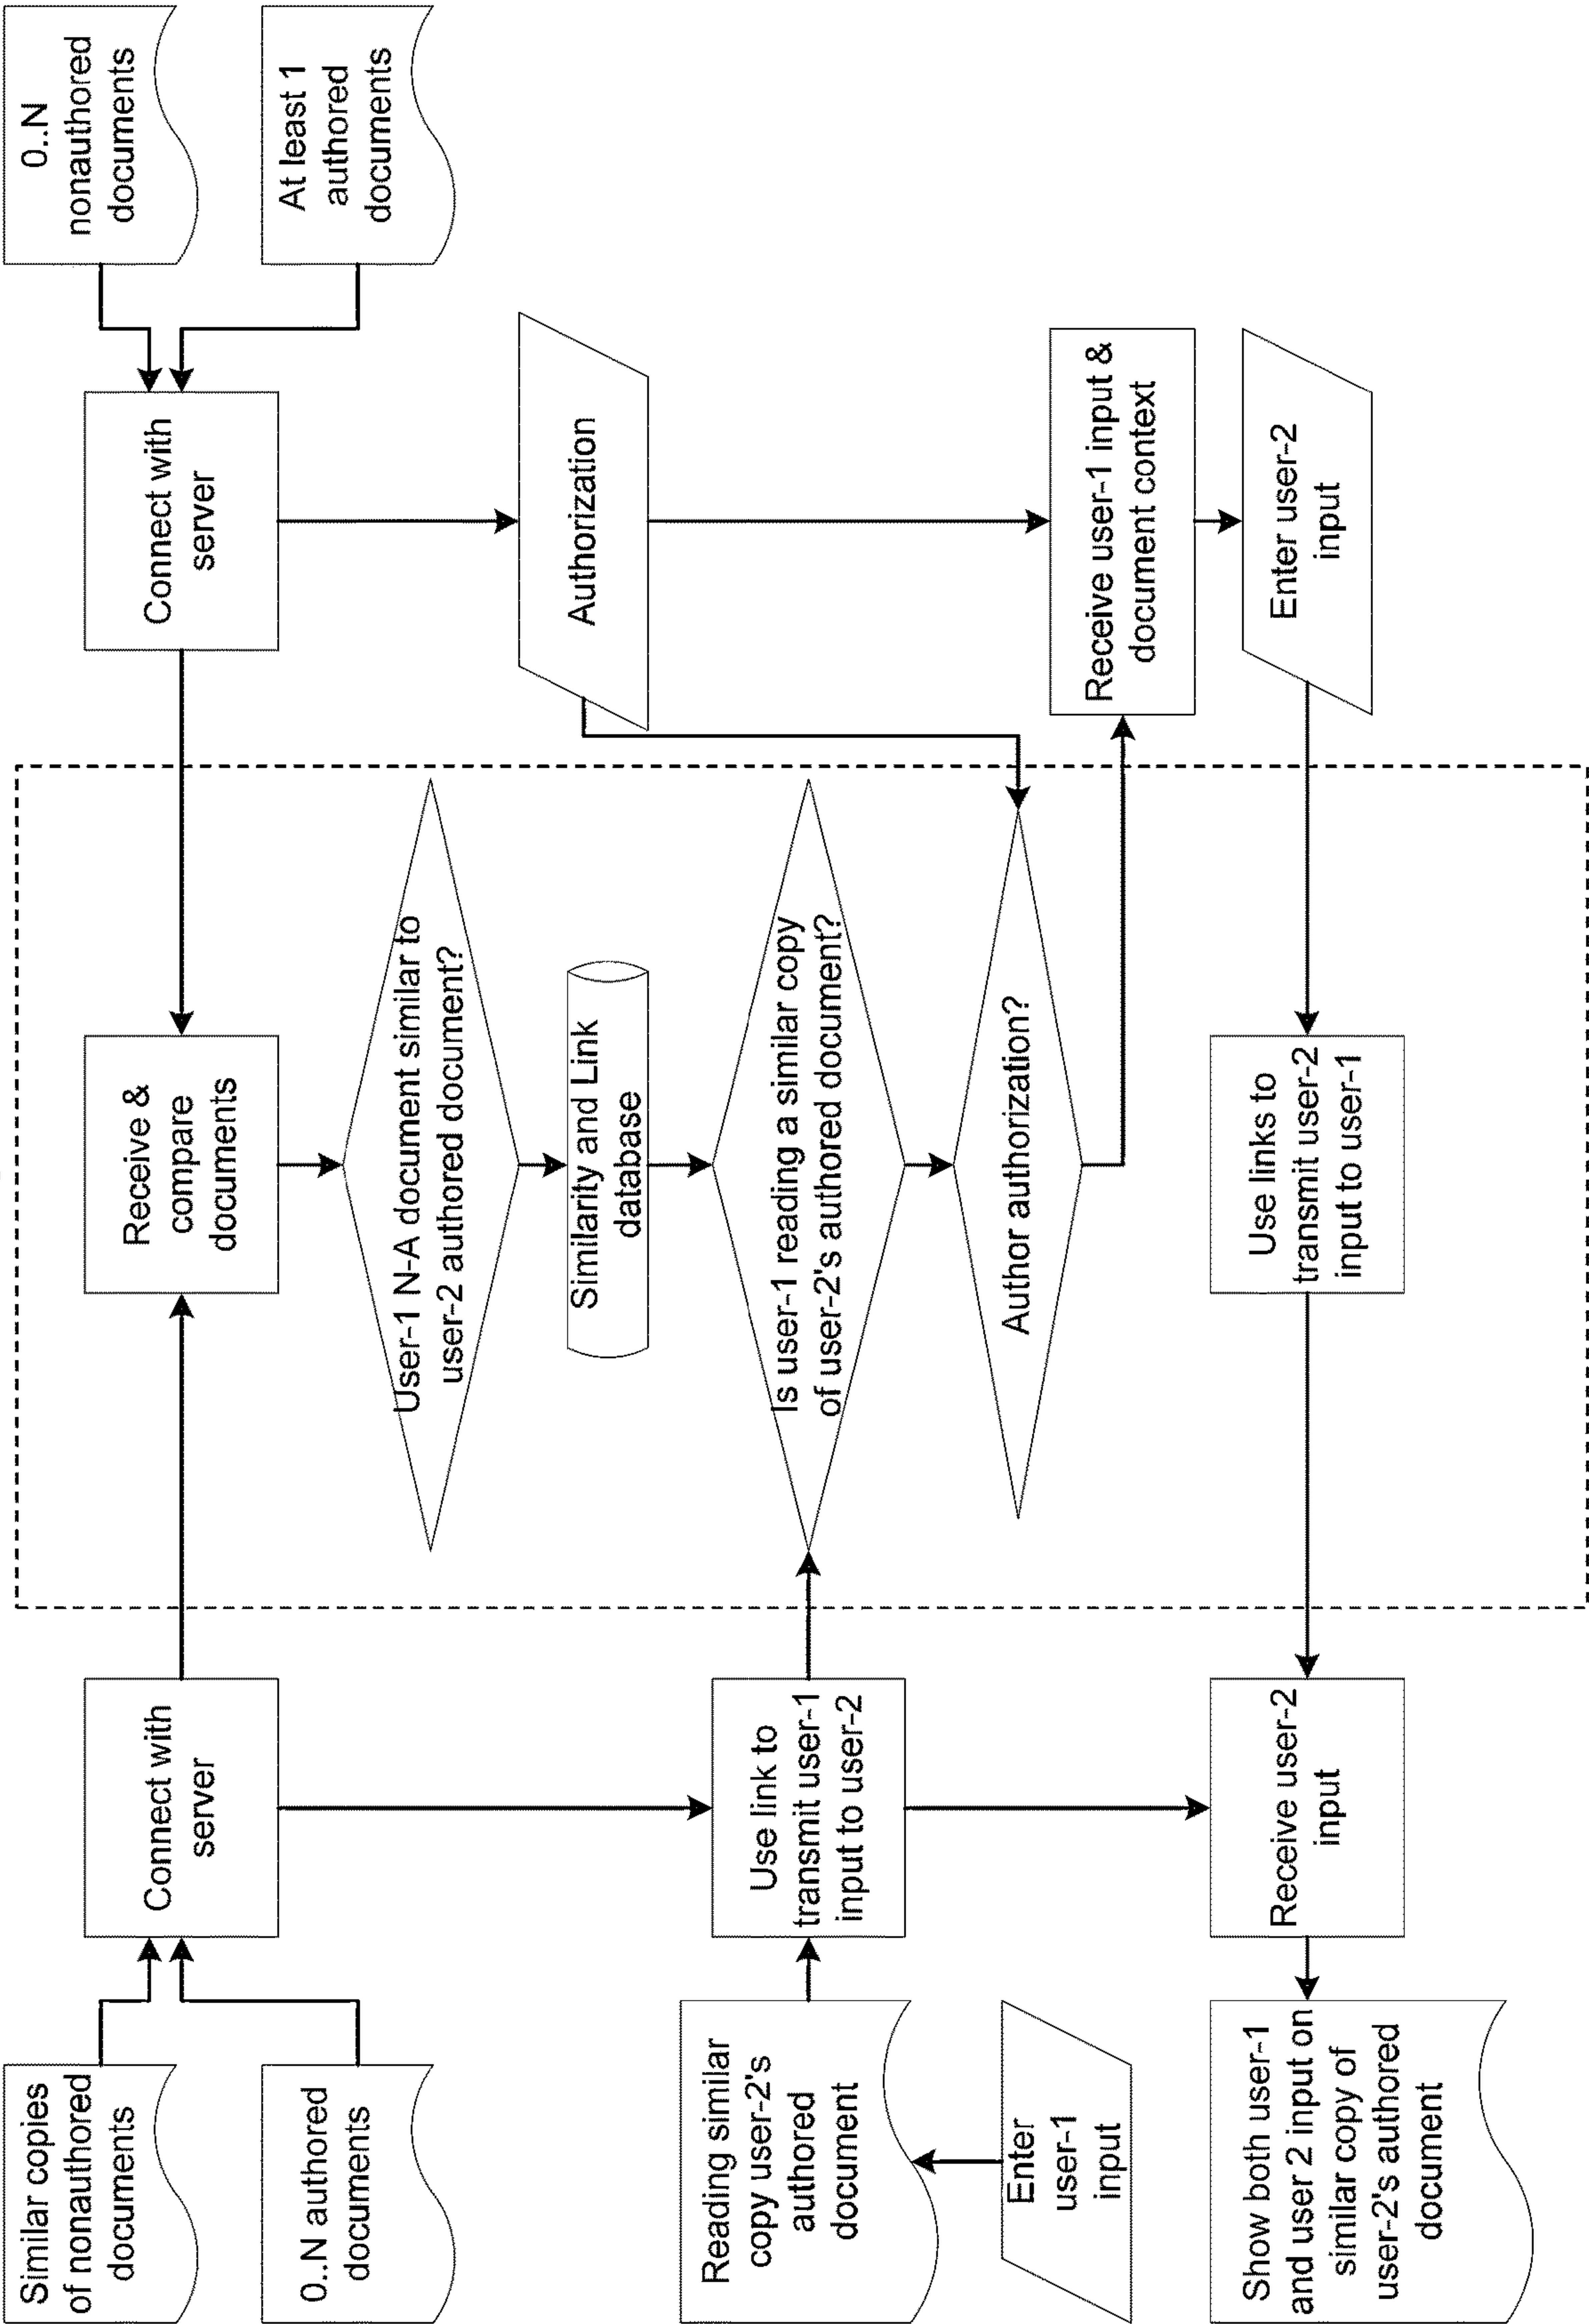 Similar copies
of nonauthored
documents
0..N authored
documents
Connect with
server
Receive &
compare
documents
Connect with
server
0..N
nonauthored
documents
At least 1
authored
documents
User-1 N-A document similar to
user-2 authored document?
Similarity and Link
database
Authorization
Reading similar
copy user-2's
authored
document
Use link to
transmit user-1
input to user-2
Is user-1 reading a similar copy
of user-2's authored document?
Enter
user-1
input
Author authorization?
Receive user-1 input &
document context
Show both user-1
and user 2 input on
similar copy of
user-2's authored
document
Receive user-2
input
Use links to
transmit user-2
input to user-1
Enter user-2
input